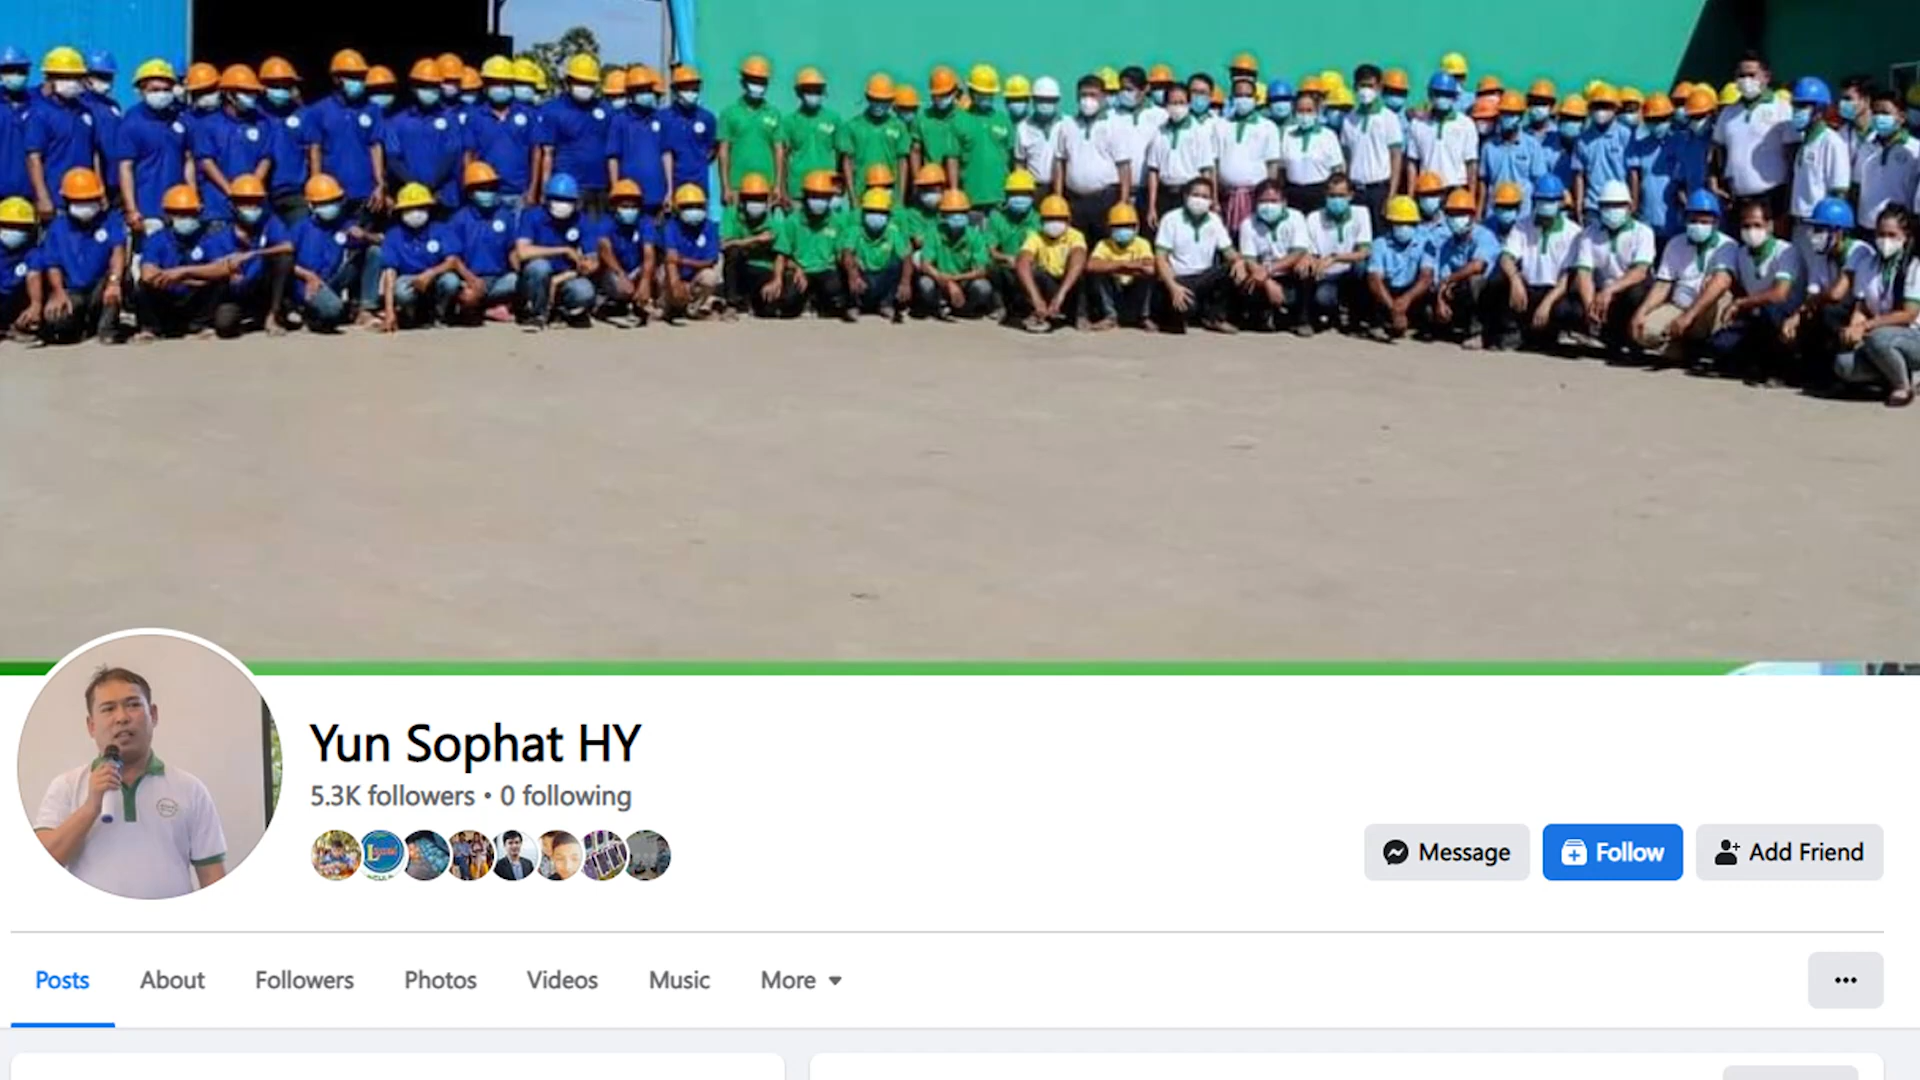 Yun Sophat HY
5.3K followers • 0 following
Message
Follow
Add Friend
Posts
About
Followers
Photos
Videos
Music
More